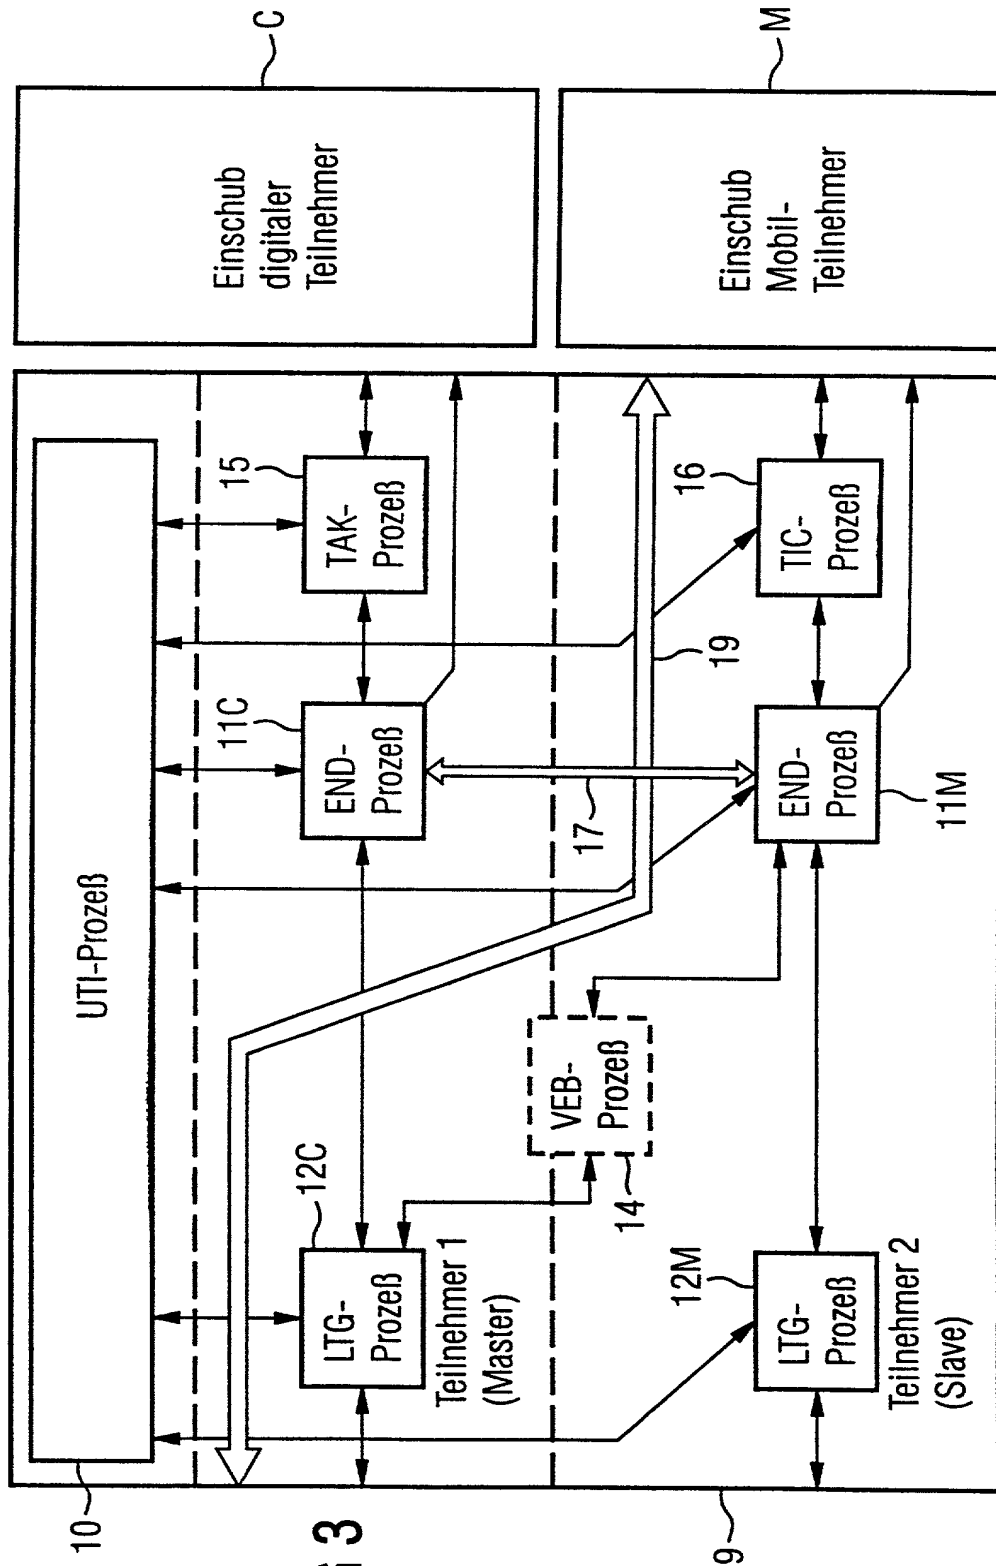 C
M
Einschub
digitaler
Teilnehmer
Einschub
Mobil-
Teilnehmer
15
TAK-
Prozeß
16
TIC-
Prozeß
19
11C
END-
Prozeß
17
END-
Prozeß
11M
UTI-Prozeß
VEB-
Prozeß
14
12C
LTG-
Prozeß
Teilnehmer 1
(Master)
12M
LTG-
Prozeß
Teilnehmer 2
(Slave)
10
9
3